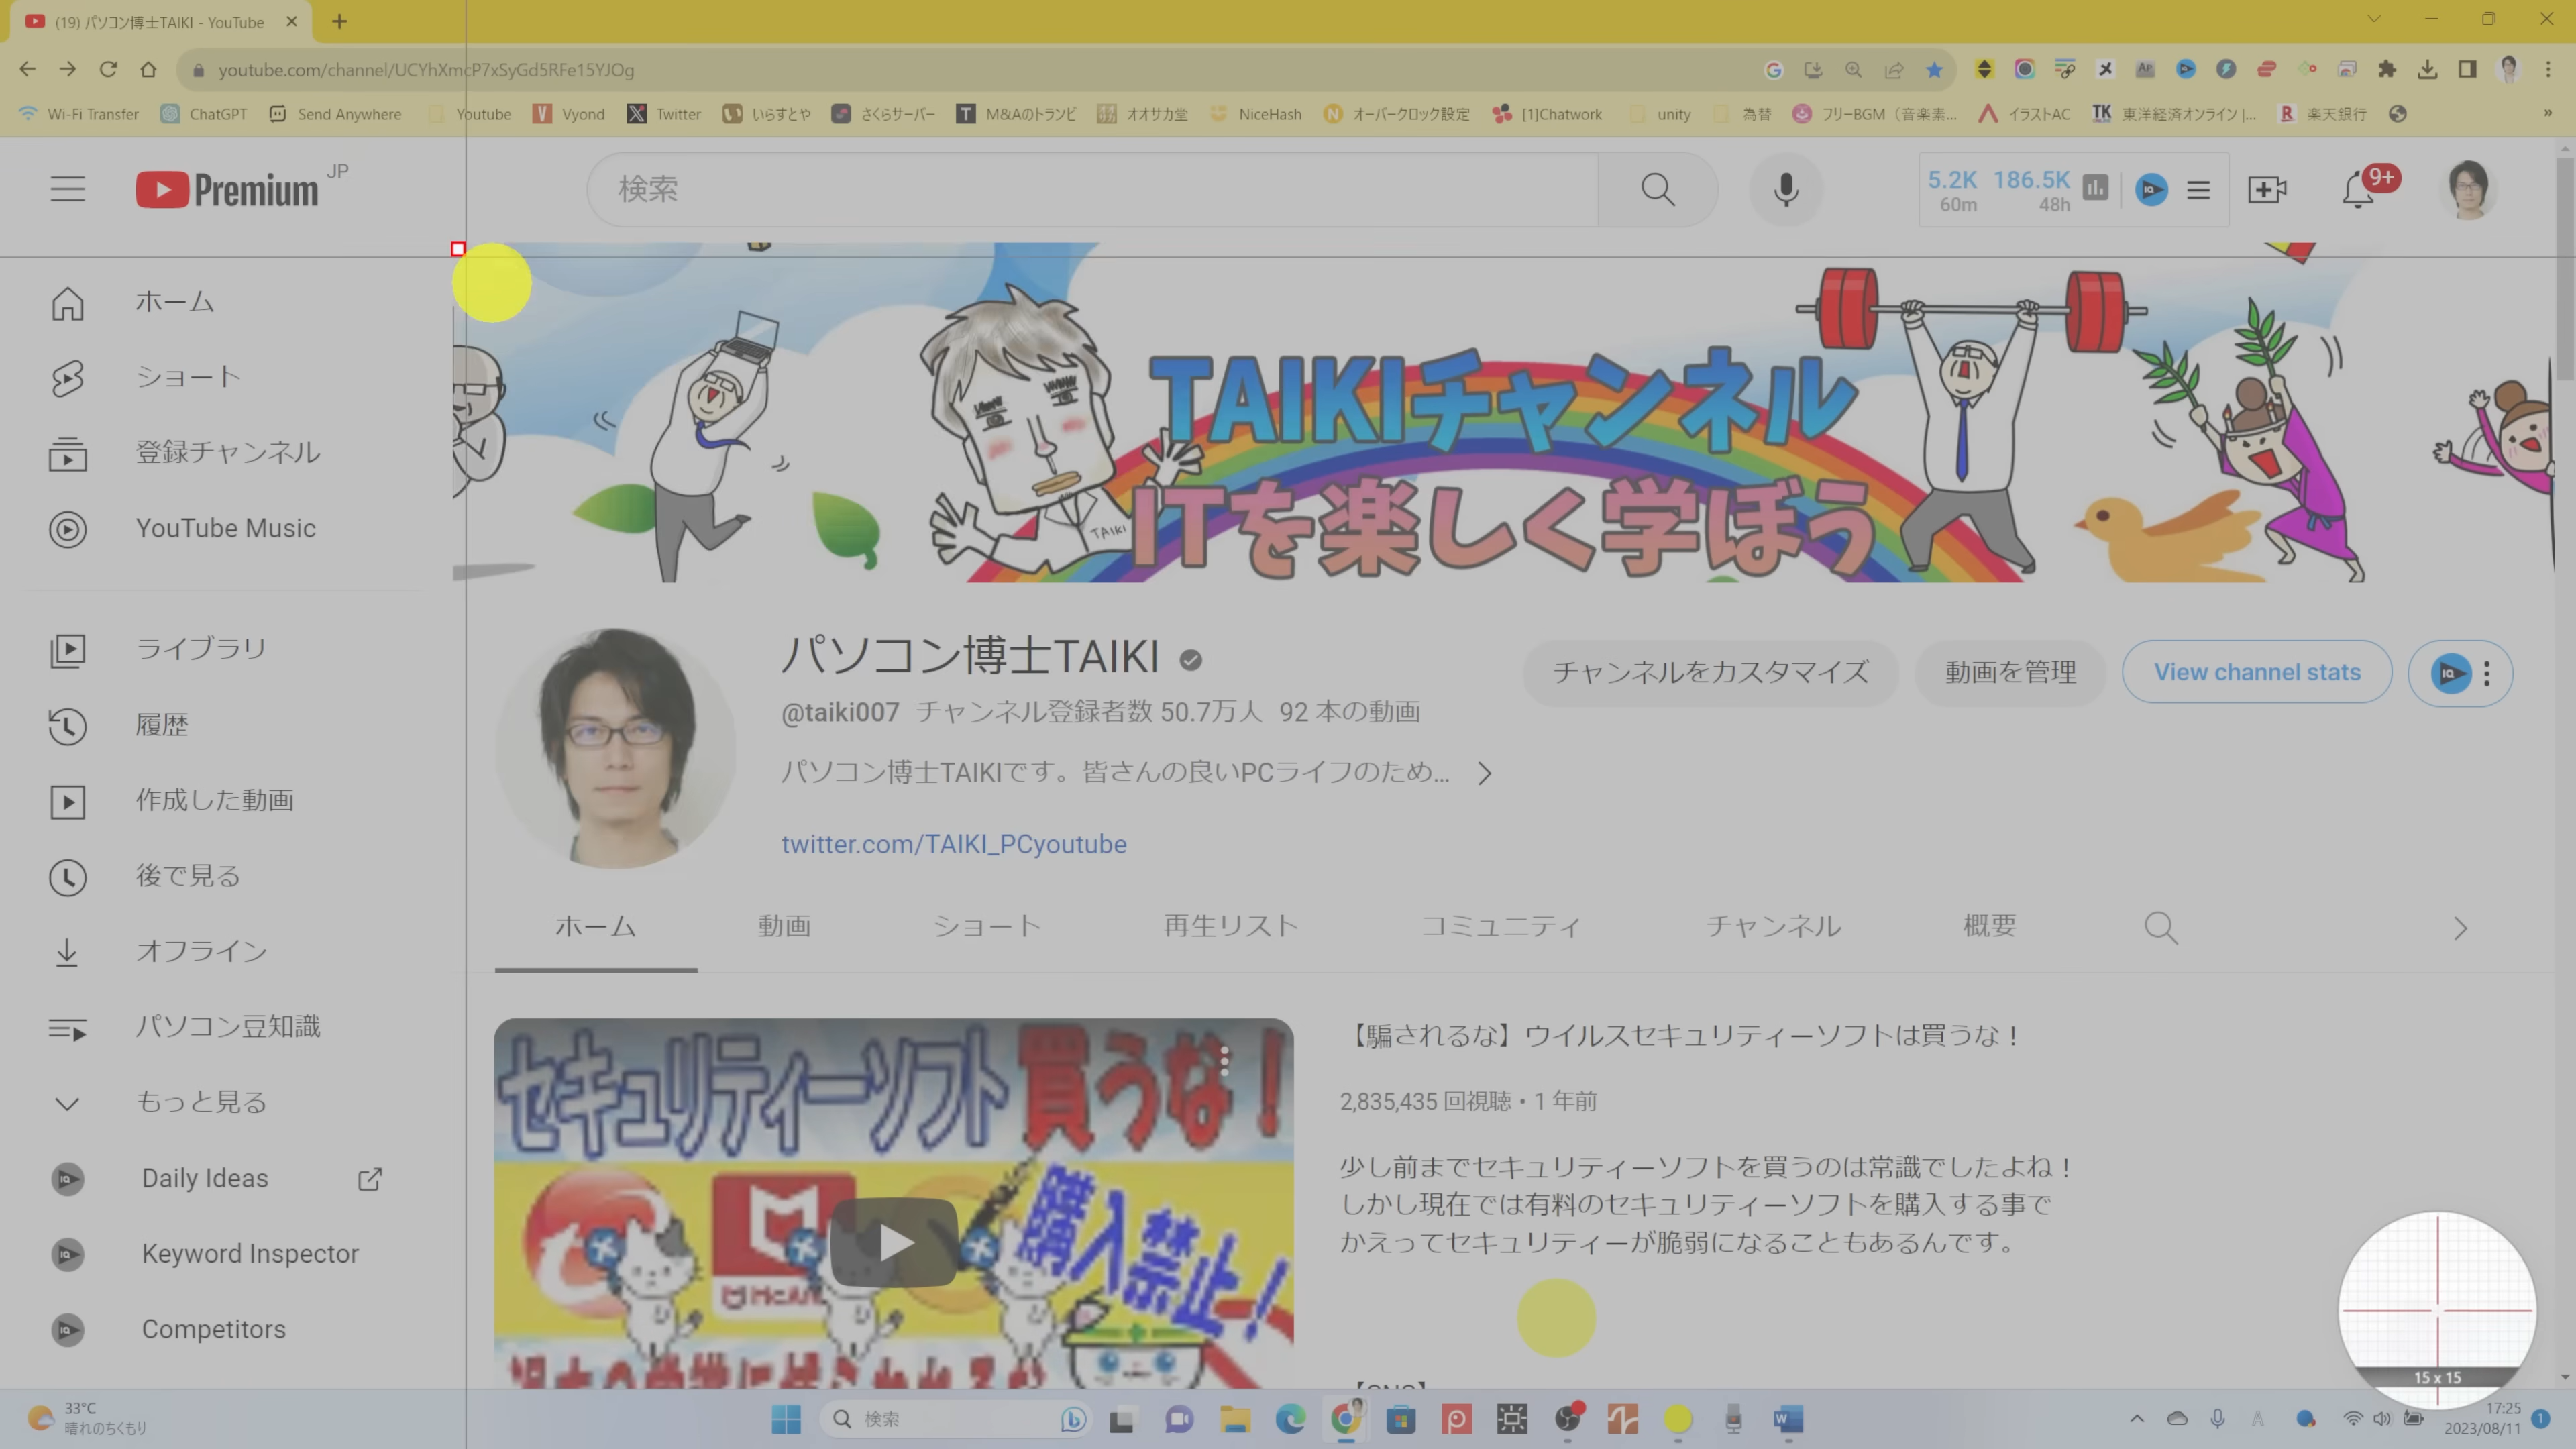 (19) パソコン博士TAIKI - YouTube
youtube.com/channel/UCYhXmcP7xSyGd5RFe15YJOg
Wi-Fi Transfer
ChatGPT
Send Anywhere
Youtube
Vyond
Twitter
いらすとや
さくらサーバー
M&Aのトランビ
オオサカ堂
NiceHash
オーバークロック設定
[1]Chatwork
unity
為替
フリーBGM（音楽素...
イラストAC
東洋経済オンライン |...
楽天銀行
»
Premium JP
検索
5.2K 186.5K
60m 48h
9+
ホーム
ショート
登録チャンネル
YouTube Music
ライブラリ
履歴
作成した動画
後で見る
オフライン
パソコン豆知識
もっと見る
Daily Ideas
Keyword Inspector
Competitors
TAIKIチャンネル
ITを楽しく学ぼう
TAIKI
パソコン博士TAIKI
@taiki007 チャンネル登録者数 50.7万人 92 本の動画
パソコン博士TAIKIです。皆さんの良いPCライフのため...
twitter.com/TAIKI_PCyoutube
チャンネルをカスタマイズ
動画を管理
View channel stats
ホーム
動画
ショート
再生リスト
コミュニティ
チャンネル
概要
セキュリティーソフト 買うな！
購入禁止！
【騙されるな】ウイルスセキュリティーソフトは買うな！
2,835,435 回視聴・1 年前
少し前までセキュリティーソフトを買うのは常識でしたよね！
しかし現在では有料のセキュリティーソフトを購入する事で
かえってセキュリティーが脆弱になることもあるんです。
15 x 15
33°C
晴れのちくもり
検索
17:25
2023/08/11
1